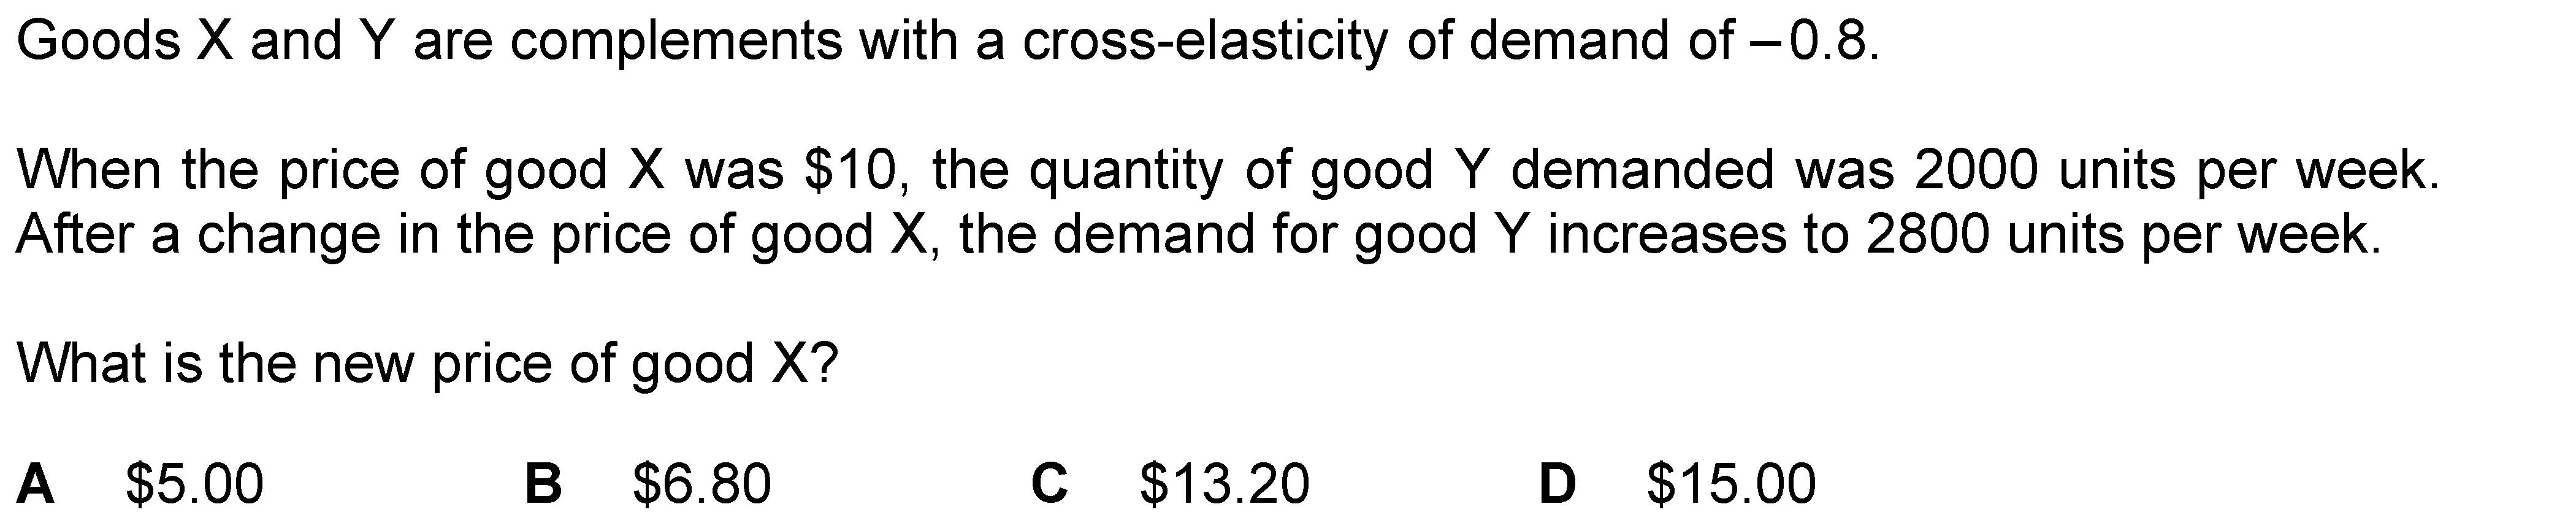 Goods X and Y are complements with a cross-elasticity of demand of –0.8.
When the price of good X was $10, the quantity of good Y demanded was 2000 units per week.
After a change in the price of good X, the demand for good Y increases to 2800 units per week.
What is the new price of good X?
A $5.00 B $6.80 C $13.20 D $15.00